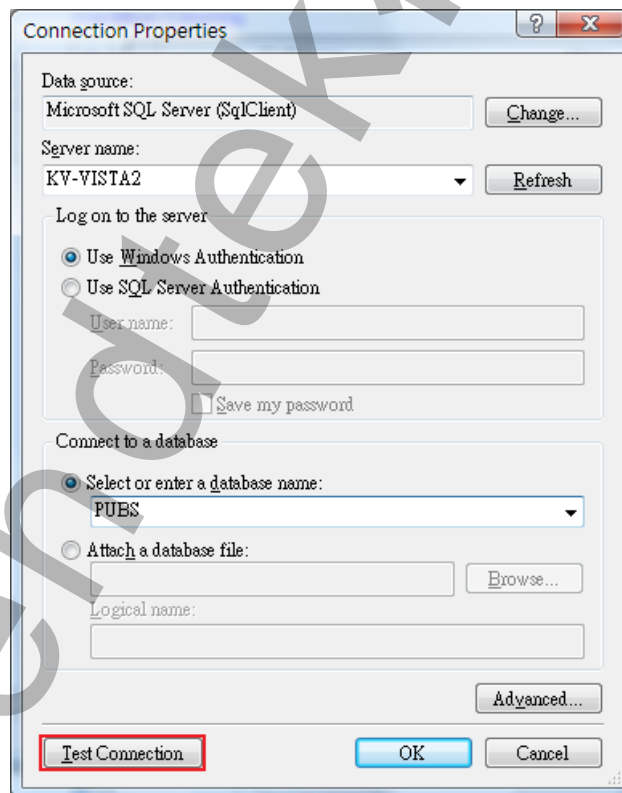 Connection Properties
Data source:
Microsoft SQL Server (SqlClient)
Change...
Server name:
KV-VISTA2
Refresh
Log on to the server
Use Windows Authentication
Use SQL Server Authentication
User name:
Password:
Save my password
Connect to a database
Select or enter a database name:
PUBS
Attach a database file:
Browse...
Logical name:
Advanced...
Test Connection
OK
Cancel